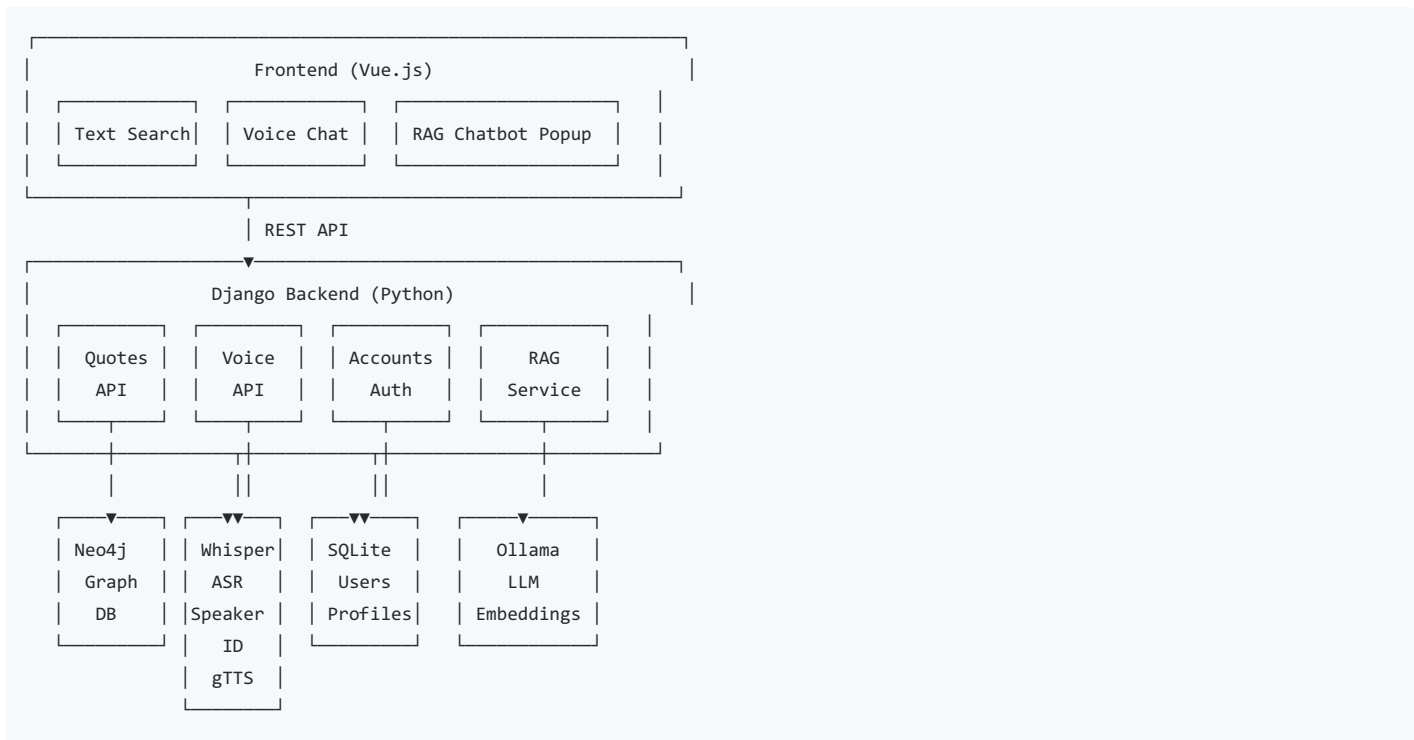 Frontend (Vue.js)
Text Search Voice Chat RAG Chatbot Popup
REST API
Django Backend (Python)
Quotes Voice Accounts RAG
API API Auth Service
Neo4j Whisper SQLite Ollama
Graph ASR Users LLM
DB Speaker Profiles Embeddings
ID
gTTS